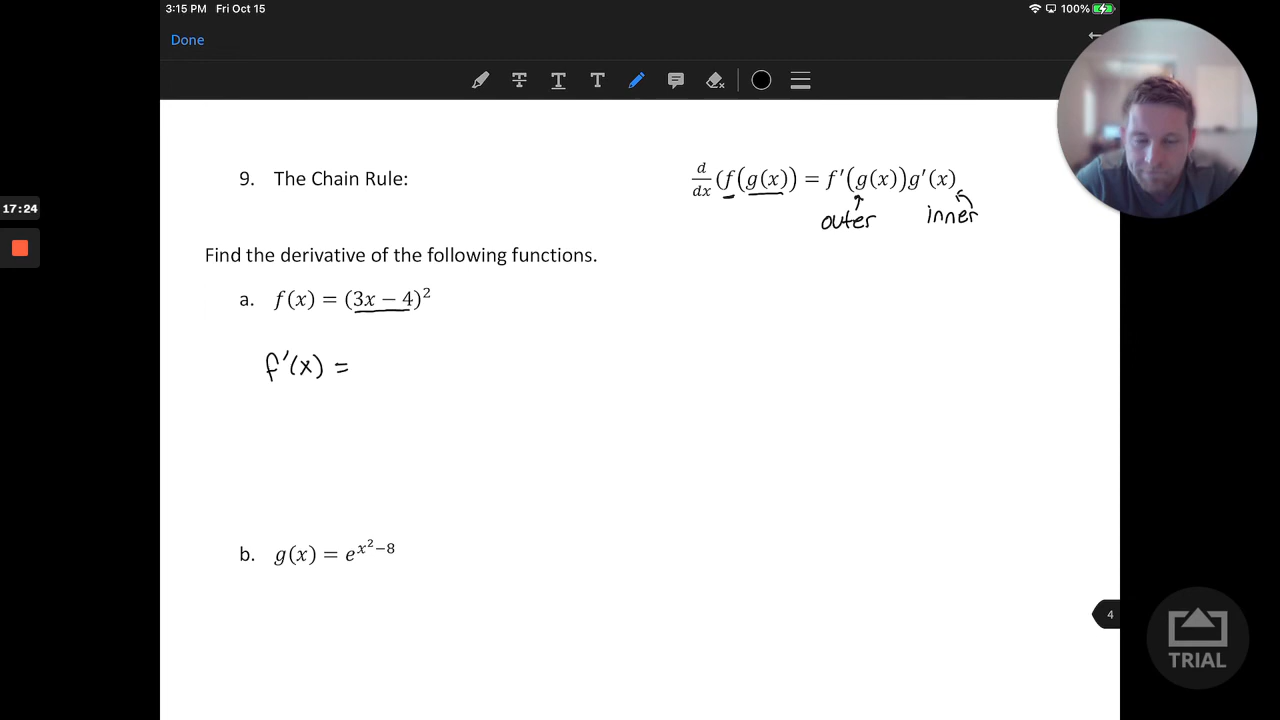 3:15 PM Fri Oct 15 100%
Done
T T T
9. The Chain Rule: d/dx (f(g(x)) = f'(g(x))g'(x)
17:24
outer inner
Find the derivative of the following functions.
a. f(x) = (3x − 4)²
f'(x) =
b. g(x) = e^(x²−8)
4
TRIAL